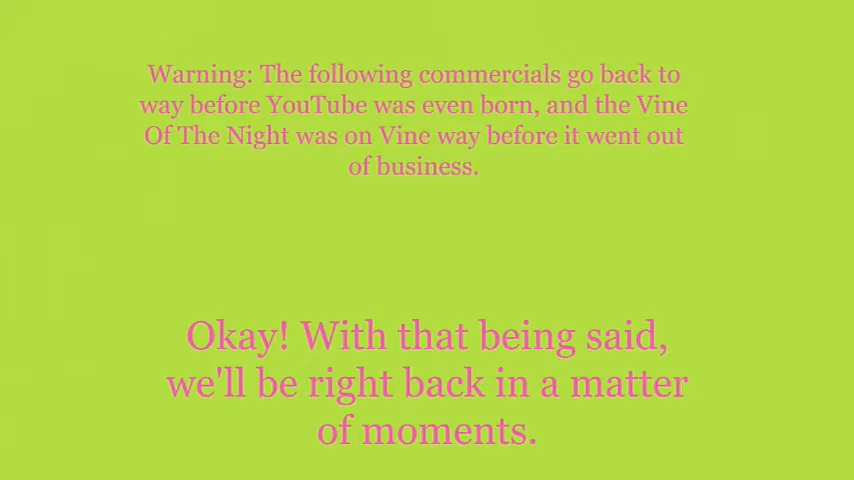 Warning: The following commercials go back to
way before YouTube was even born, and the Vine
Of The Night was on Vine way before it went out
of business.
Okay! With that being said,
we'll be right back in a matter
of moments.